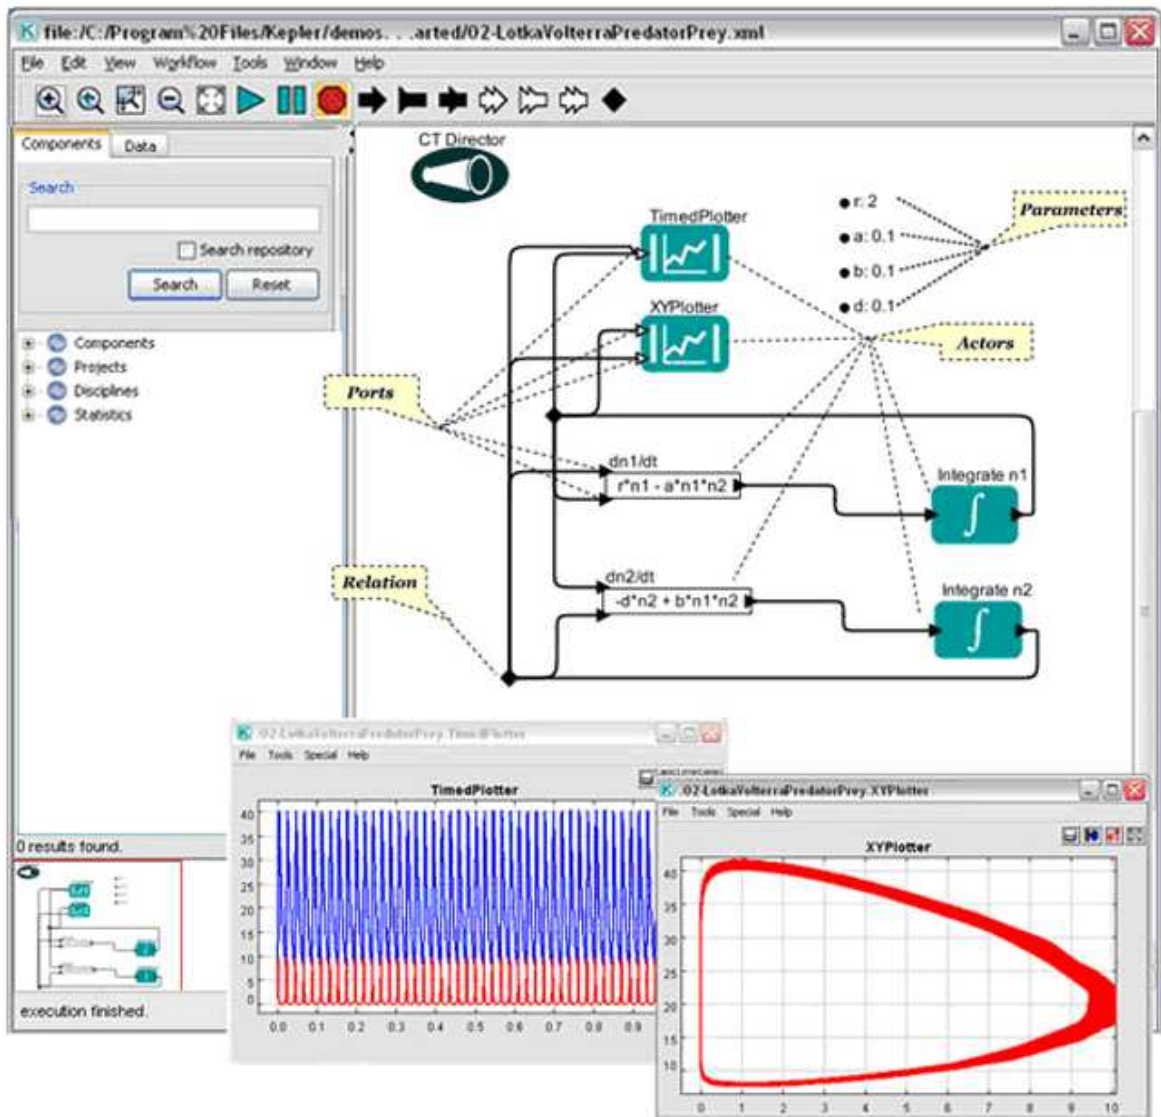 file:/C:/Program%20Files/Kepler/demos. . .arted/02-LotkaVolterraPredatorPrey.xml
File Edit View Workflow Tools Window Help
Components Data
Search
Search repository
Search Reset
Components
Projects
Disciplines
Statistics
0 results found.
execution finished.
CT Director
TimedPlotter
XYPlotter
r: 2
a: 0.1
b: 0.1
d: 0.1
Parameters
Actors
Ports
Relation
dn1/dt
r*n1 - a*n1*n2
Integrate n1
∫
dn2/dt
-d*n2 + b*n1*n2
Integrate n2
∫
02-LotkaVolterraPredatorPrey.TimedPlotter
File Tools Special Help
TimedPlotter
40
35
30
25
20
15
10
5
0
0.0 0.1 0.2 0.3 0.4 0.5 0.6 0.7 0.8 0.9
.02-LotkaVolterraPredatorPrey.XYPlotter
File Tools Special Help
XYPlotter
40
35
30
25
20
15
10
0 1 2 3 4 5 6 7 8 9 10